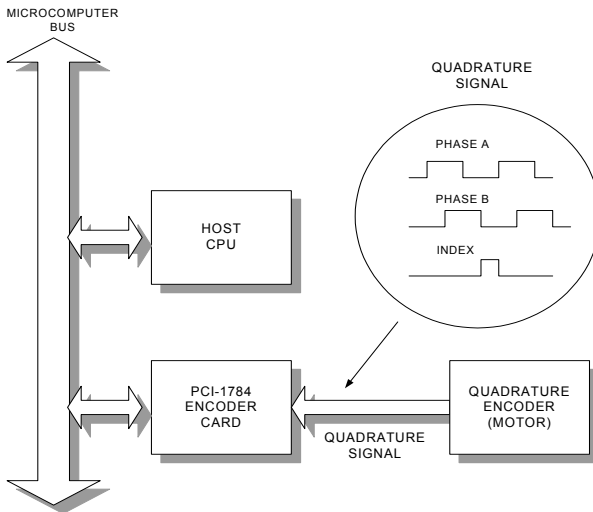 MICROCOMPUTER
BUS
QUADRATURE
SIGNAL
PHASE A
PHASE B
INDEX
HOST
CPU
PCI-1784
ENCODER
CARD
QUADRATURE
SIGNAL
QUADRATURE
ENCODER
(MOTOR)